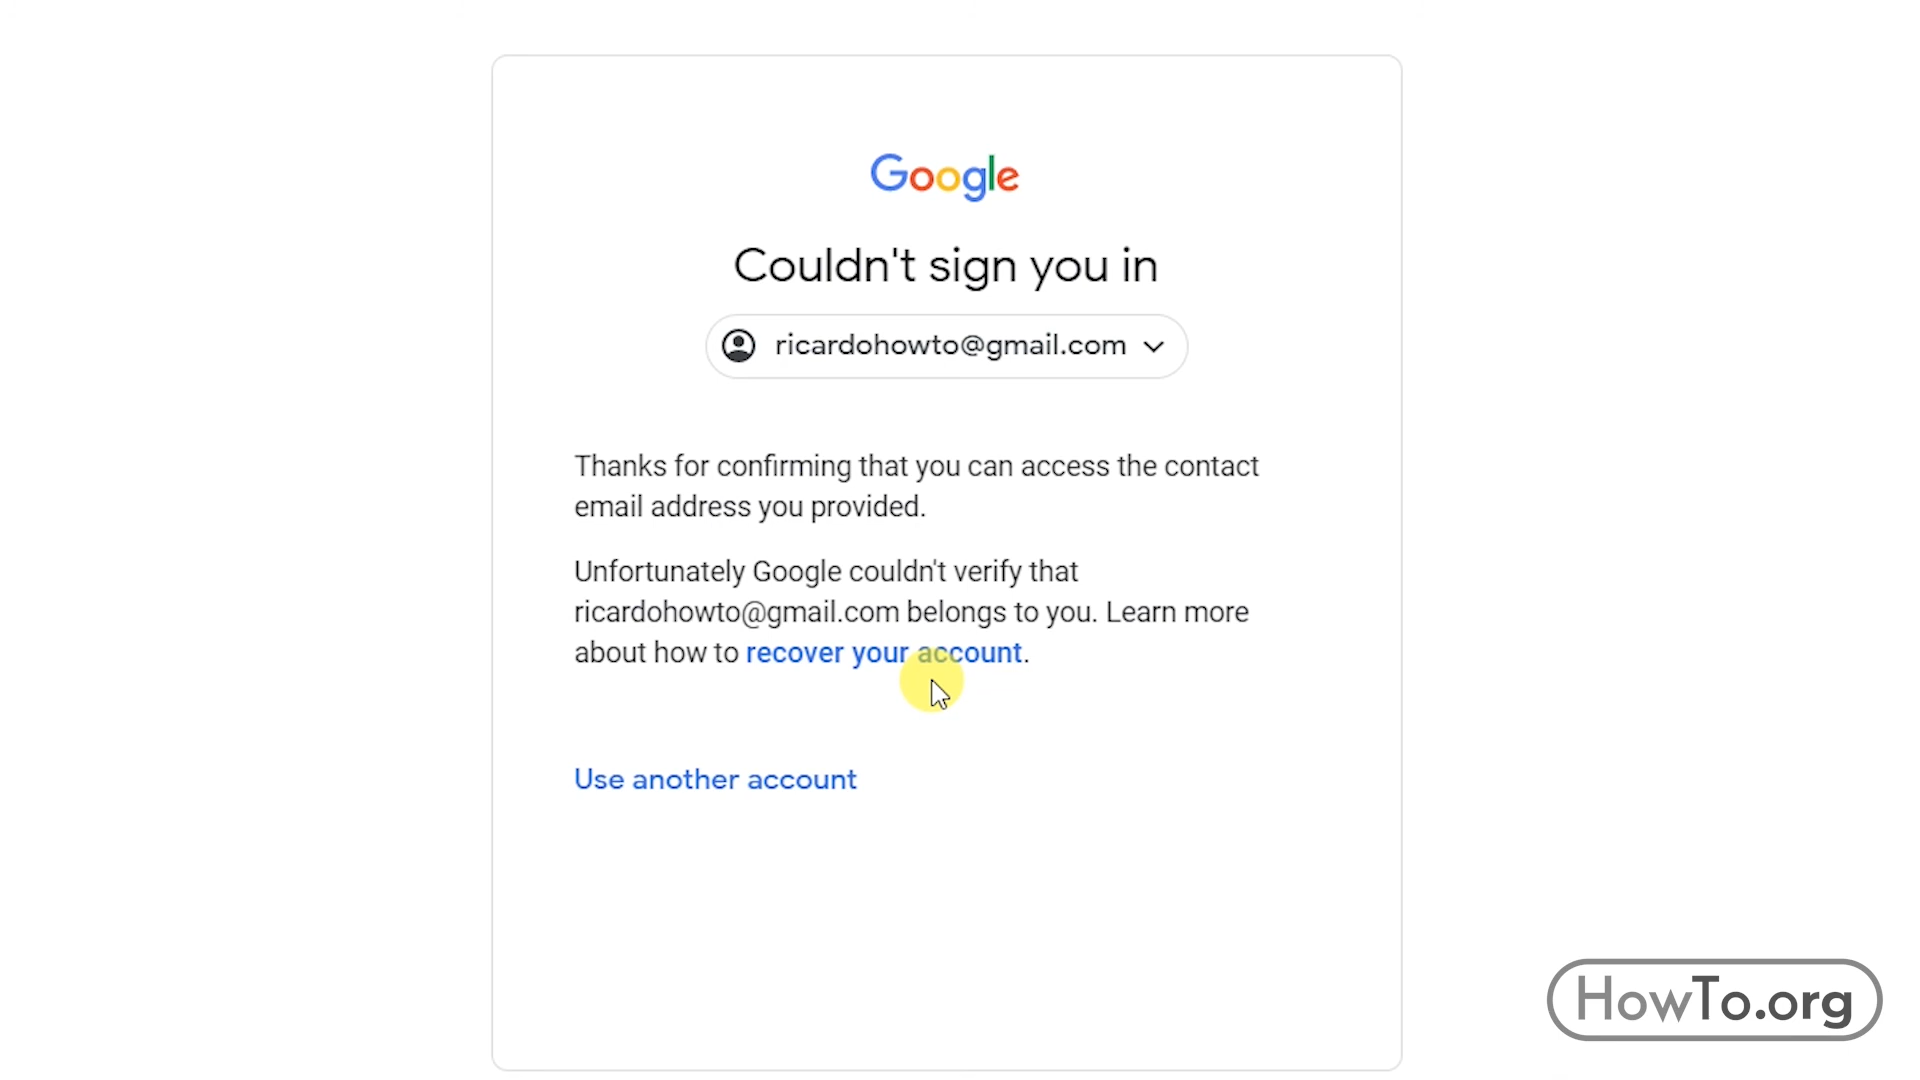 Google
Couldn't sign you in
ricardohowto@gmail.com
Thanks for confirming that you can access the contact
email address you provided.
Unfortunately Google couldn't verify that
ricardohowto@gmail.com belongs to you. Learn more
about how to recover your account.
Use another account
HowTo.org